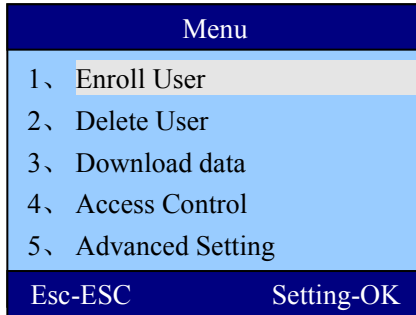 Menu
1、 Enroll User
2、 Delete User
3、 Download data
4、 Access Control
5、 Advanced Setting
Esc-ESC Setting-OK